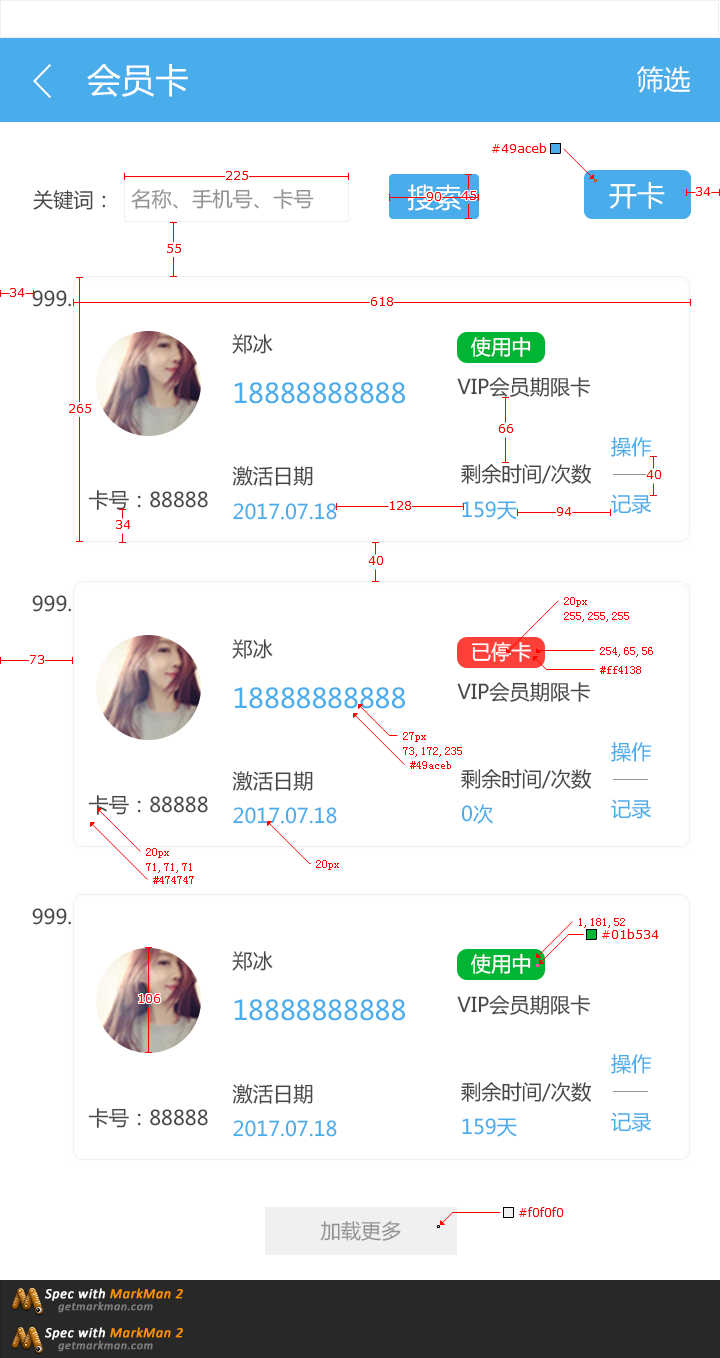 会员卡 筛选
#49aceb
225
关键词： 名称、手机号、卡号 搜索 90 45 开卡 34
55
34 999. 618
郑冰 使用中
18888888888 VIP会员期限卡
265
66
操作
激活日期 剩余时间/次数 40
卡号：88888 2017.07.18 128 159天 94 记录
34
40
999. 20px
255, 255, 255
郑冰 已停卡 254, 65, 56
73 #ff4138
18888888888 VIP会员期限卡
27px
73, 172, 235
#49aceb
操作
激活日期 剩余时间/次数
卡号：88888 2017.07.18 0次 记录
20px
71, 71, 71
#474747
20px
999. 1, 181, 52
#01b534
郑冰 使用中
106
18888888888 VIP会员期限卡
操作
激活日期 剩余时间/次数
卡号：88888 2017.07.18 159天 记录
加载更多 #f0f0f0
Spec with MarkMan 2
getmarkman.com
Spec with MarkMan 2
getmarkman.com